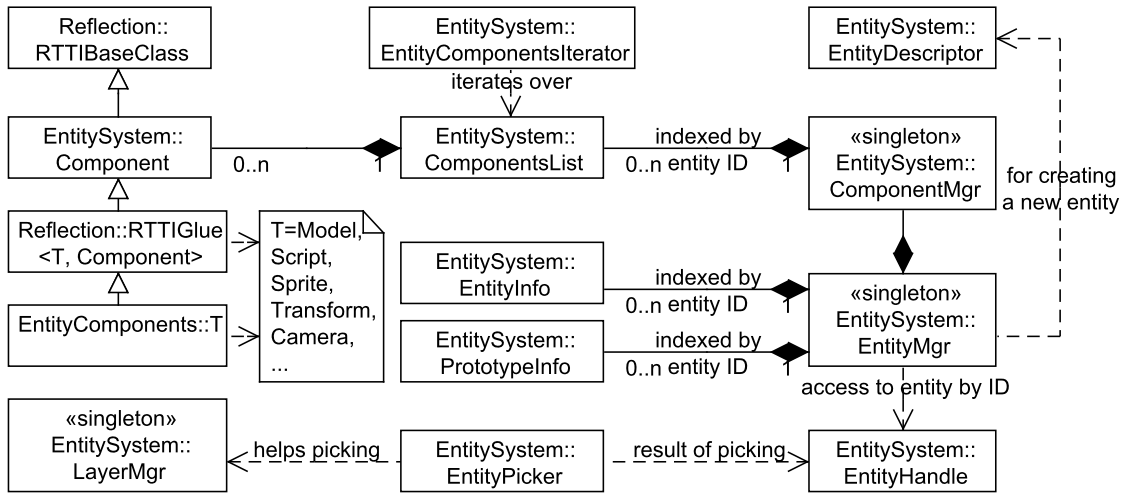 Reflection::
RTTIBaseClass
EntitySystem::
EntityComponentsIterator
EntitySystem::
EntityDescriptor
iterates over
EntitySystem::
Component
0..n
1
EntitySystem::
ComponentsList
indexed by
0..n entity ID
1
«singleton»
EntitySystem::
ComponentMgr
for creating
a new entity
Reflection::RTTIGlue
<T, Component>
T=Model,
Script,
Sprite,
Transform,
Camera,
...
EntitySystem::
EntityInfo
indexed by
0..n entity ID
1
«singleton»
EntitySystem::
EntityMgr
EntityComponents::T
EntitySystem::
PrototypeInfo
indexed by
0..n entity ID
1
access to entity by ID
«singleton»
EntitySystem::
LayerMgr
helps picking
EntitySystem::
EntityPicker
result of picking
EntitySystem::
EntityHandle